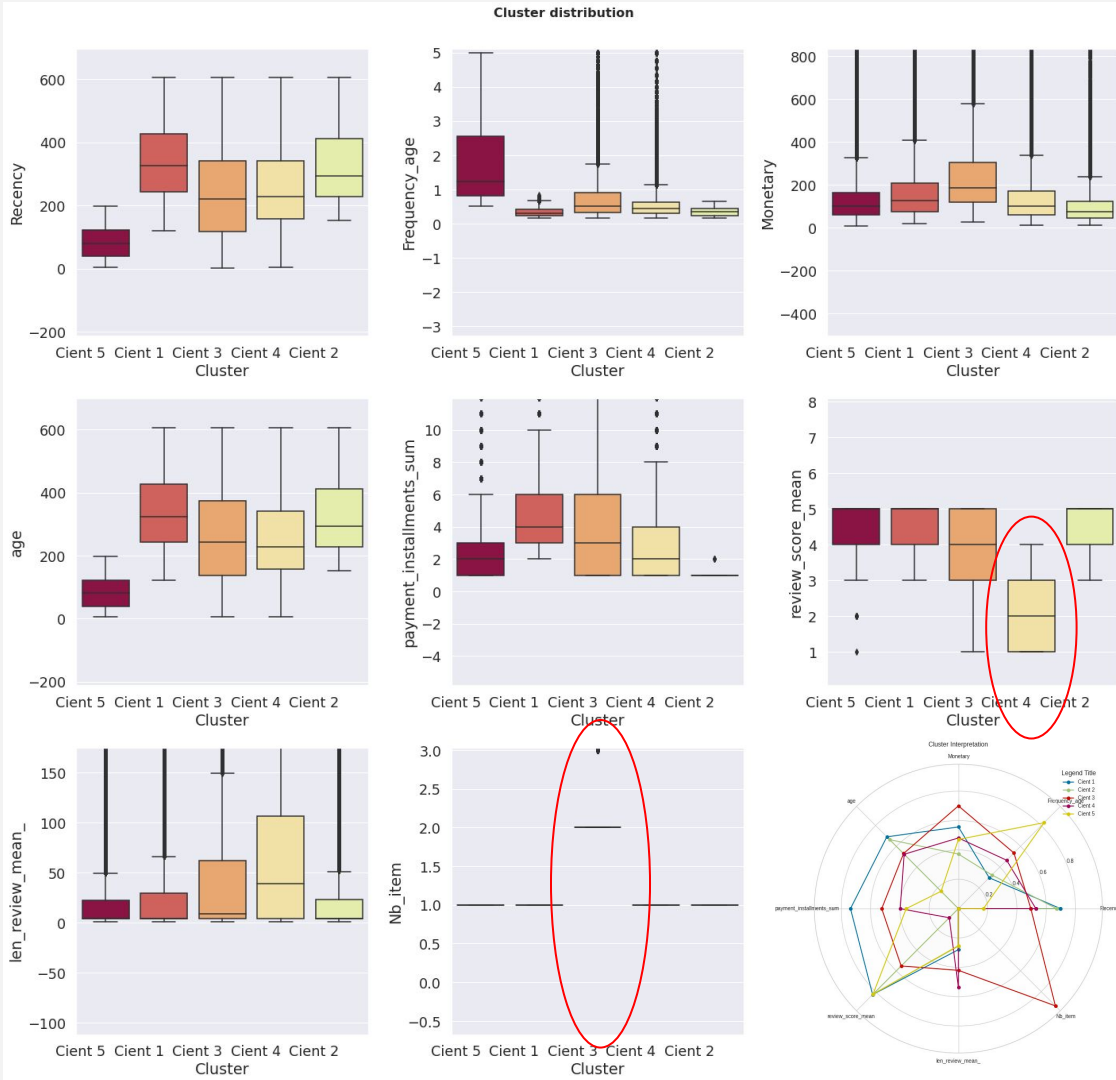 Cluster distribution
Recency
600
400
200
0
−200
Cient 5 Cient 1 Cient 3 Cient 4 Cient 2
Cluster
Frequency_age
5
4
3
2
1
0
−1
−2
−3
Cient 5 Cient 1 Cient 3 Cient 4 Cient 2
Cluster
Monetary
800
600
400
200
0
−200
−400
Cient 5 Cient 1 Cient 3 Cient 4 Cient 2
Cluster
age
600
400
200
0
−200
Cient 5 Cient 1 Cient 3 Cient 4 Cient 2
Cluster
payment_installments_sum
10
8
6
4
2
0
−2
−4
Cient 5 Cient 1 Cient 3 Cient 4 Cient 2
Cluster
review_score_mean
8
7
6
5
4
3
2
1
Cient 5 Cient 1 Cient 3 Cient 4 Cient 2
Cluster
len_review_mean_
150
100
50
0
−50
−100
Cient 5 Cient 1 Cient 3 Cient 4 Cient 2
Cluster
Nb_item
3.0
2.5
2.0
1.5
1.0
0.5
0.0
−0.5
Cient 5 Cient 1 Cient 3 Cient 4 Cient 2
Cluster
Cluster Interpretation
Monetary
Legend Title
Cient 1
Cient 2
Cient 3
Cient 4
Cient 5
age
Frequency_age
0.8
0.6
0.4
0.2
payment_installments_sum
Recen
review_score_mean
Nb_item
len_review_mean_